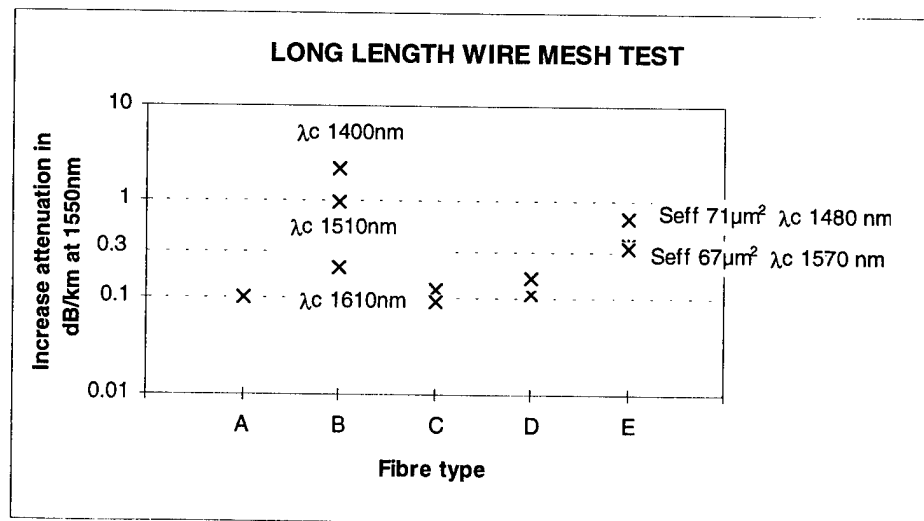 LONG LENGTH WIRE MESH TEST
Increase attenuation in
dB/km at 1550nm
10
1
0.3
0.1
0.01
λc 1400nm
λc 1510nm
λc 1610nm
Seff 71µm² λc 1480 nm
Seff 67µm² λc 1570 nm
A B C D E
Fibre type